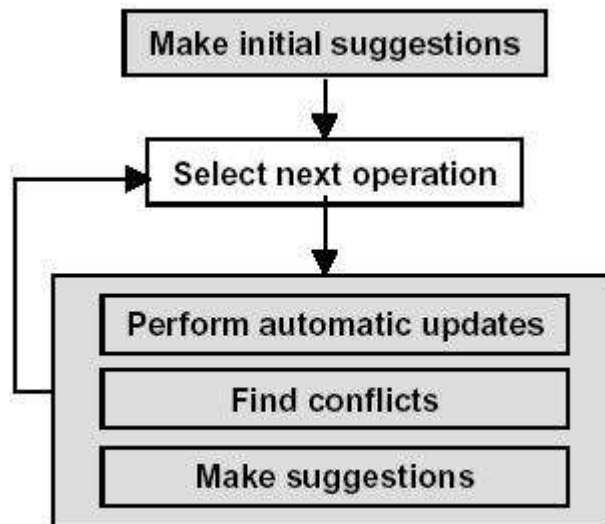 Make initial suggestions
Select next operation
Perform automatic updates
Find conflicts
Make suggestions